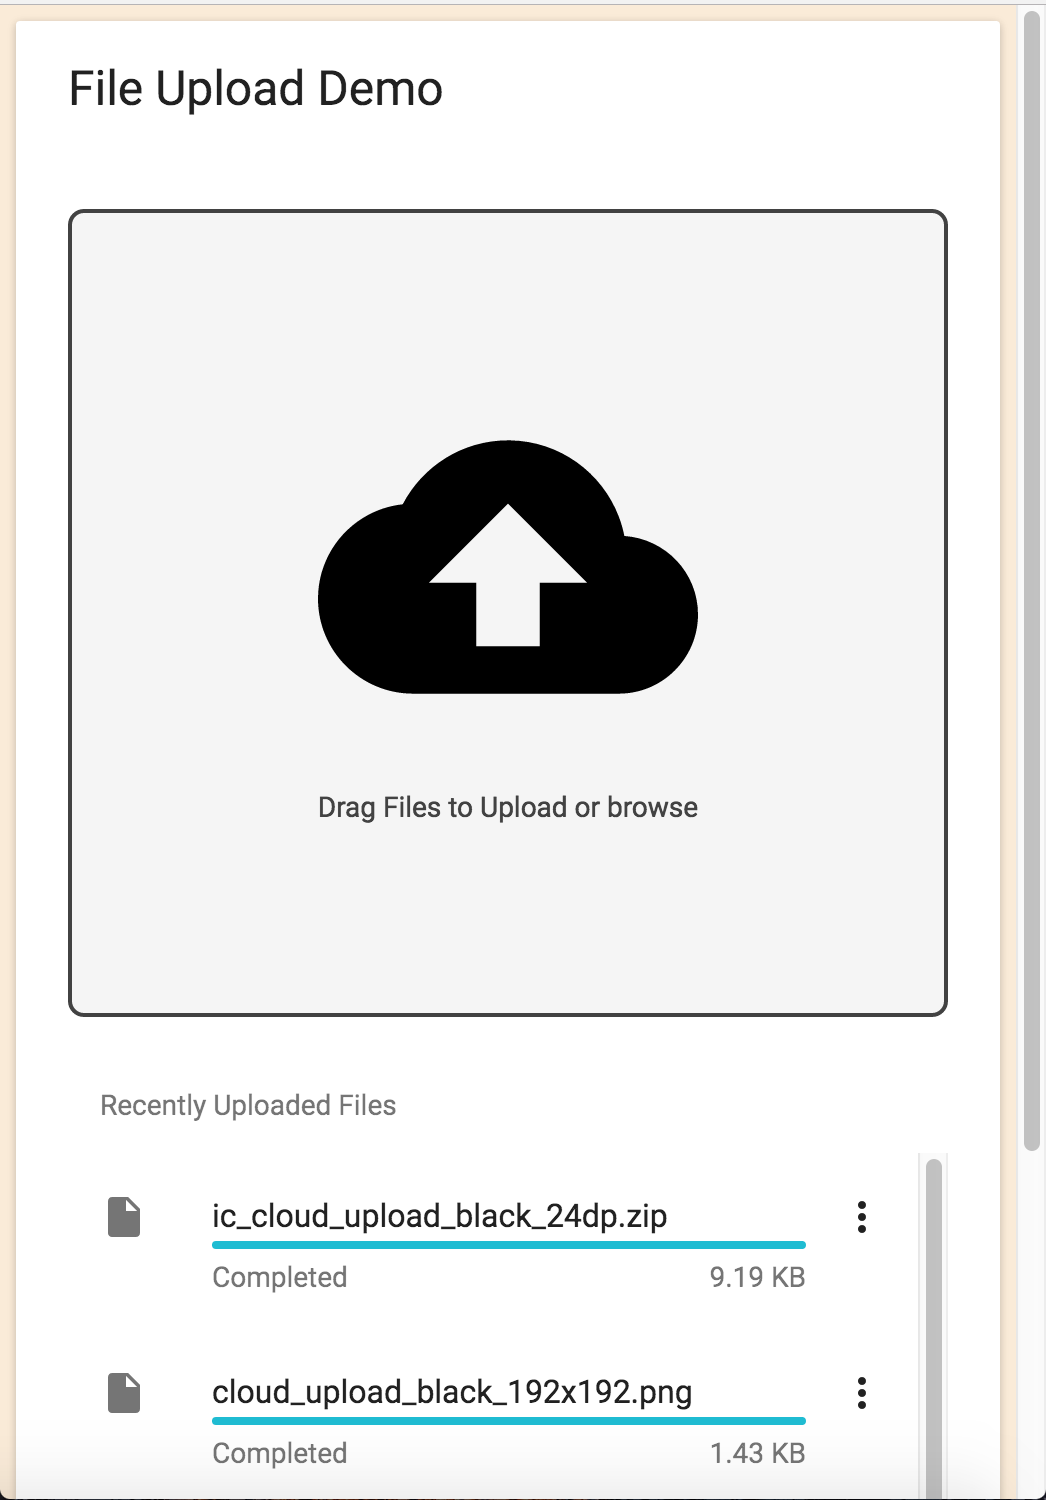 File Upload Demo
Drag Files to Upload or browse
Recently Uploaded Files
ic_cloud_upload_black_24dp.zip
Completed 9.19 KB
cloud_upload_black_192x192.png
Completed 1.43 KB